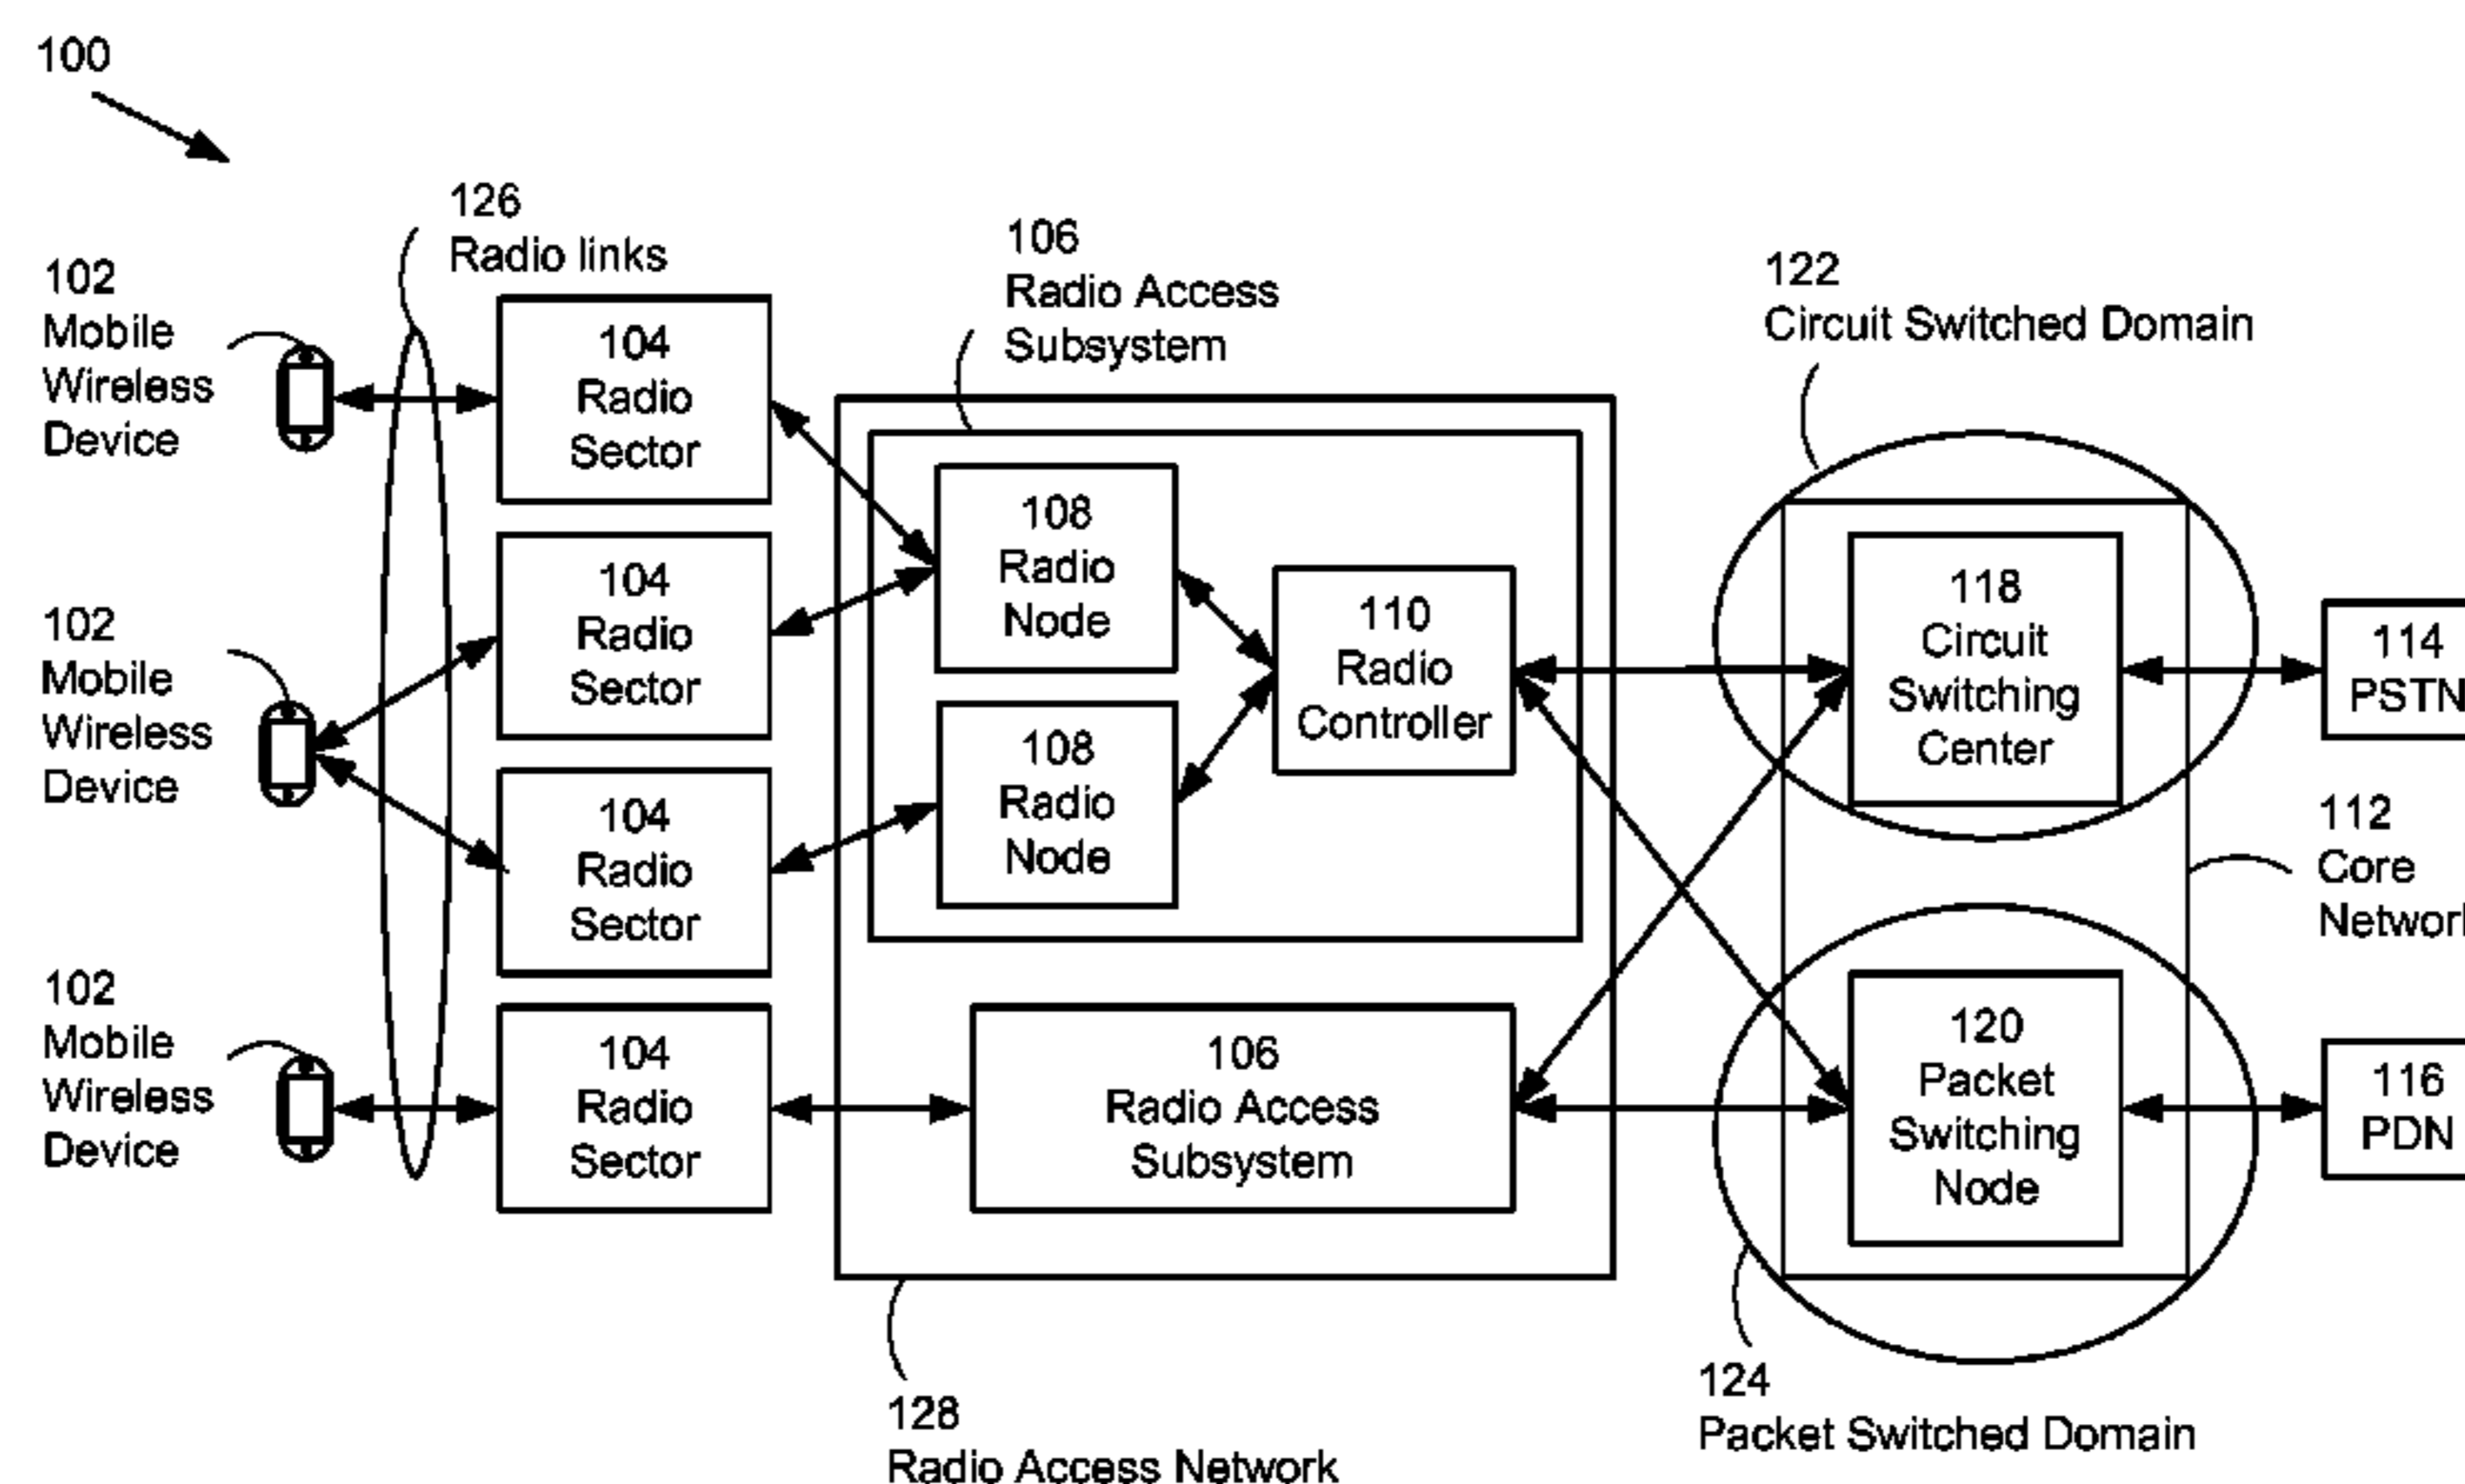 100
126
Radio links
102
Mobile
Wireless
Device
104
Radio
Sector
106
Radio Access
Subsystem
122
Circuit Switched Domain
102
Mobile
Wireless
Device
104
Radio
Sector
104
Radio
Sector
108
Radio
Node
108
Radio
Node
110
Radio
Controller
118
Circuit
Switching
Center
114
PSTN
112
Core
Network
102
Mobile
Wireless
Device
104
Radio
Sector
106
Radio Access
Subsystem
120
Packet
Switching
Node
116
PDN
128
Radio Access Network
124
Packet Switched Domain